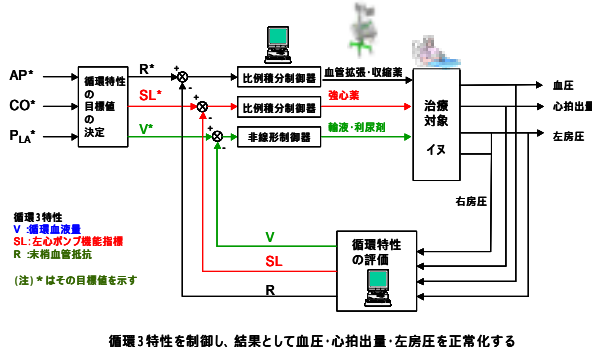 AP*
CO*
PLA*
循環特性
の
目標値
の
決定
R*
SL*
V*
+
-
+
-
+
-
比例積分制御器
比例積分制御器
非線形制御器
血管拡張・収縮薬
強心薬
輸液・利尿剤
治療
対象
イヌ
血圧
心拍出量
左房圧
右房圧
循環特性
の評価
V
SL
R
循環3特性
V :循環血液量
SL:左心ポンプ機能指標
R :末梢血管抵抗
(注)*はその目標値を示す
循環3特性を制御し、結果として血圧・心拍出量・左房圧を正常化する